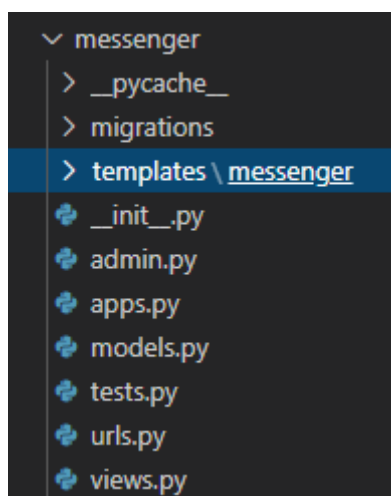 messenger
__pycache__
migrations
templates \ messenger
__init__.py
admin.py
apps.py
models.py
tests.py
urls.py
views.py